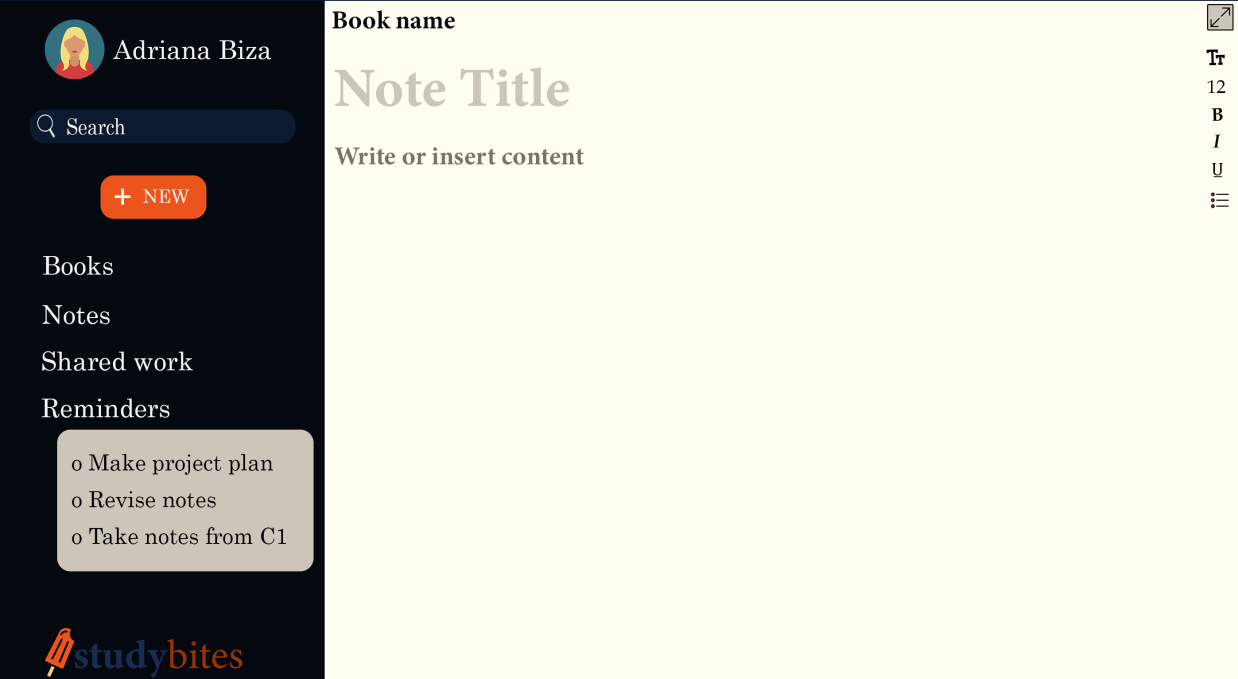 Adriana Biza
Search
+ NEW
Books
Notes
Shared work
Reminders
o Make project plan
o Revise notes
o Take notes from C1
studybites
Book name
Note Title
Write or insert content
TT
12
B
I
U